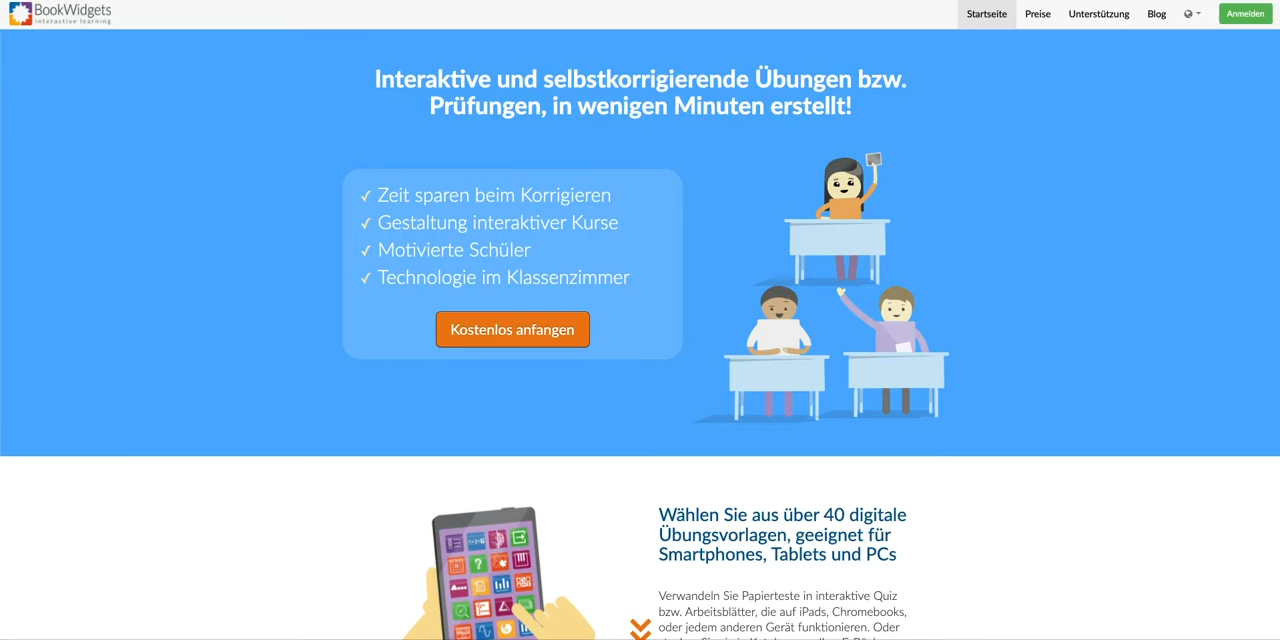 BookWidgets
interactive learning
Startseite
Preise
Unterstützung
Blog
Anmelden
Interaktive und selbstkorrigierende Übungen bzw.
Prüfungen, in wenigen Minuten erstellt!
✓ Zeit sparen beim Korrigieren
✓ Gestaltung interaktiver Kurse
✓ Motivierte Schüler
✓ Technologie im Klassenzimmer
Kostenlos anfangen
Wählen Sie aus über 40 digitale
Übungsvorlagen, geeignet für
Smartphones, Tablets und PCs
Verwandeln Sie Papierteste in interaktive Quiz
bzw. Arbeitsblätter, die auf iPads, Chromebooks,
oder jedem anderen Gerät funktionieren. Oder